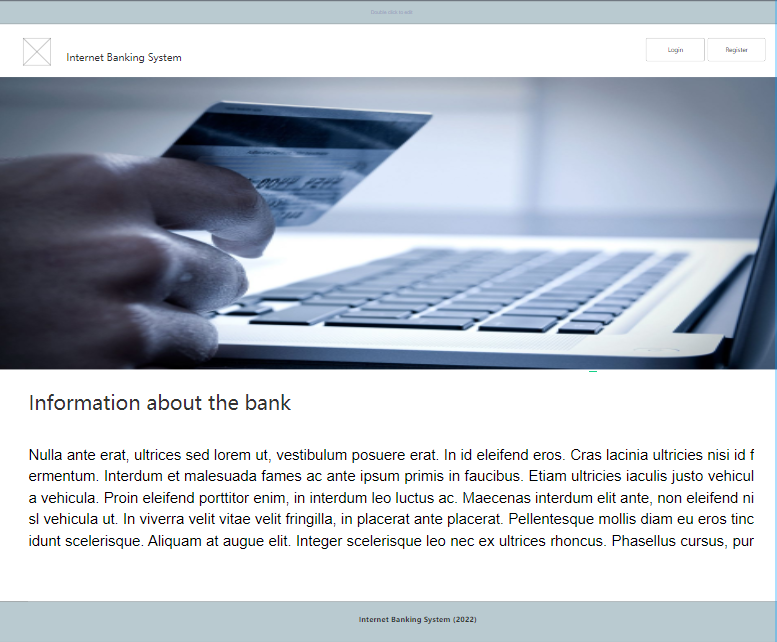 Double click to edit
Internet Banking System
Login
Register
Information about the bank
Nulla ante erat, ultrices sed lorem ut, vestibulum posuere erat. In id eleifend eros. Cras lacinia ultricies nisi id f
ermentum. Interdum et malesuada fames ac ante ipsum primis in faucibus. Etiam ultricies iaculis justo vehicul
a vehicula. Proin eleifend porttitor enim, in interdum leo luctus ac. Maecenas interdum elit ante, non eleifend ni
sl vehicula ut. In viverra velit vitae velit fringilla, in placerat ante placerat. Pellentesque mollis diam eu eros tinc
idunt scelerisque. Aliquam at augue elit. Integer scelerisque leo nec ex ultrices rhoncus. Phasellus cursus, pur
Internet Banking System (2022)